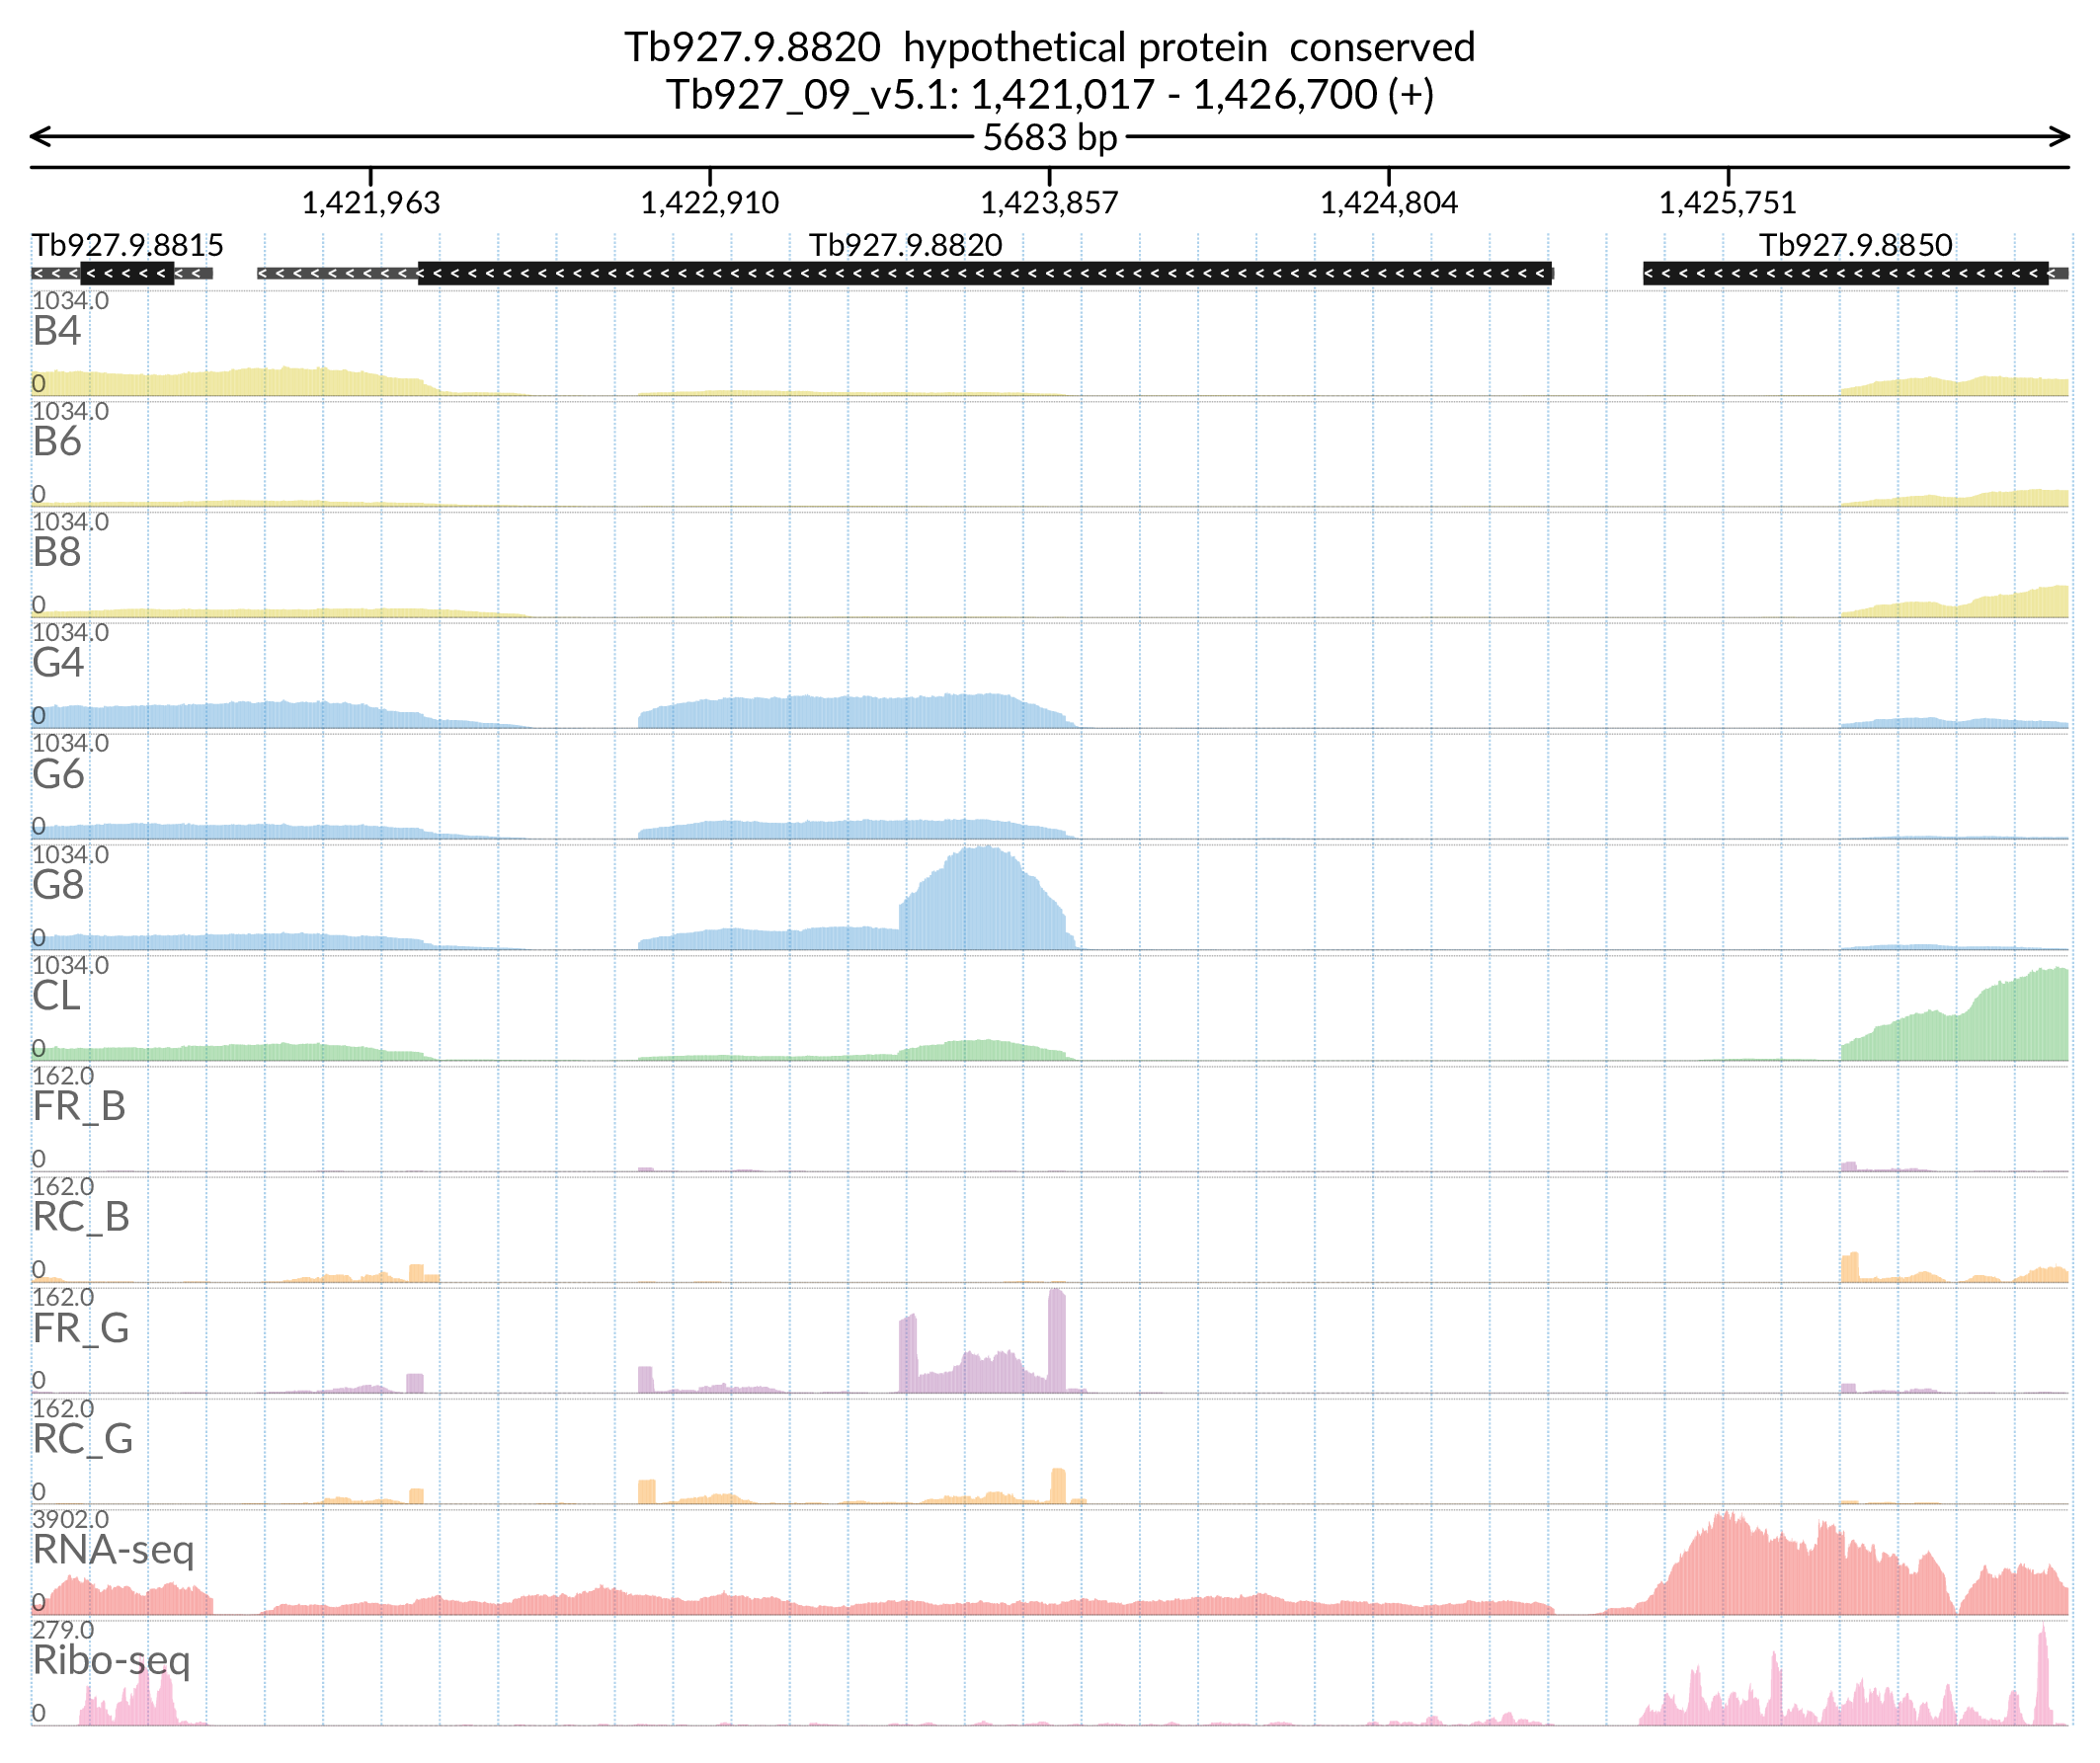 Tb927.9.8820 hypothetical protein conserved
Tb927_09_v5.1: 1,421,017 - 1,426,700 (+)
5683 bp
1,421,963 1,422,910 1,423,857 1,424,804 1,425,751
Tb927.9.8815 Tb927.9.8820 Tb927.9.8850
1034.0
B4
0
1034.0
B6
0
1034.0
B8
0
1034.0
G4
0
1034.0
G6
0
1034.0
G8
0
1034.0
CL
0
162.0
FR_B
0
162.0
RC_B
0
162.0
FR_G
0
162.0
RC_G
0
3902.0
RNA-seq
0
279.0
Ribo-seq
0